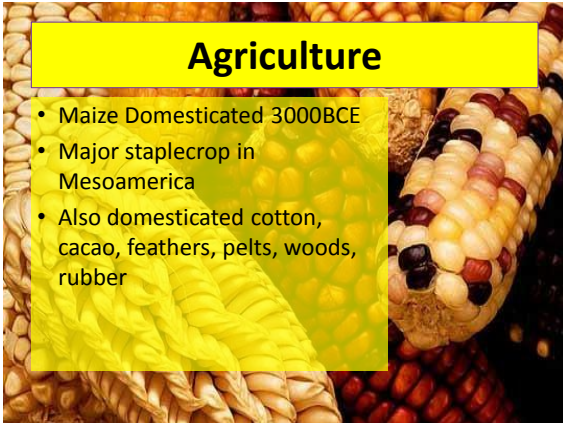 Agriculture
• Maize Domesticated 3000BCE
• Major staplecrop in
Mesoamerica
• Also domesticated cotton,
cacao, feathers, pelts, woods,
rubber